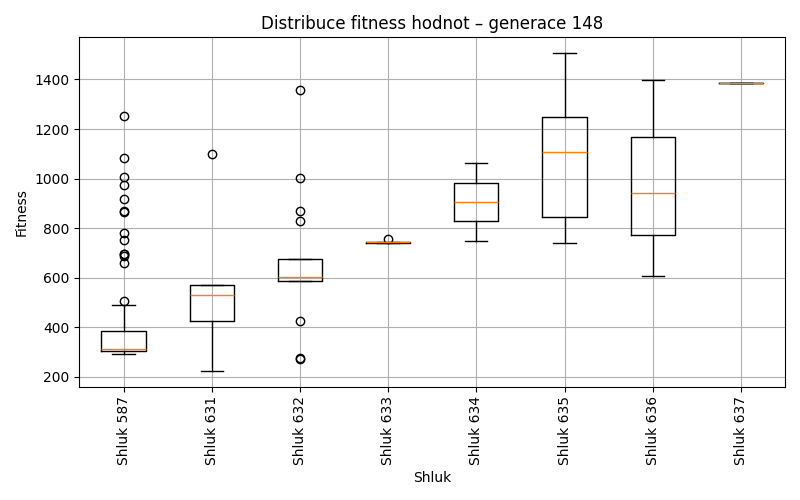 Distribuce fitness hodnot – generace 148
Fitness
1400
1200
1000
800
600
400
200
Shluk 587
Shluk 631
Shluk 632
Shluk 633
Shluk 634
Shluk 635
Shluk 636
Shluk 637
Shluk